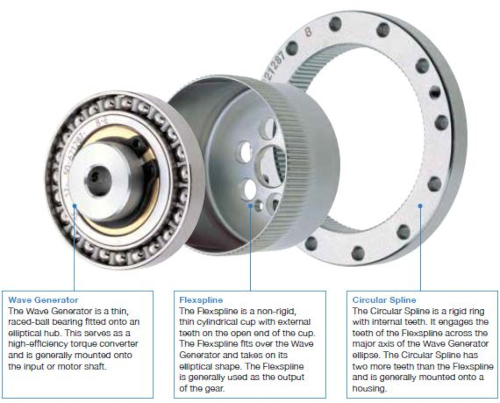 21287 B
Wave Generator
The Wave Generator is a thin,
raced-ball bearing fitted onto an
elliptical hub. This serves as a
high-efficiency torque converter
and is generally mounted onto
the input or motor shaft.
Flexspline
The Flexspline is a non-rigid,
thin cylindrical cup with external
teeth on the open end of the cup.
The Flexspline fits over the Wave
Generator and takes on its
elliptical shape. The Flexspline
is generally used as the output
of the gear.
Circular Spline
The Circular Spline is a rigid ring
with internal teeth. It engages the
teeth of the Flexspline across the
major axis of the Wave Generator
ellipse. The Circular Spline has
two more teeth than the Flexspline
and is generally mounted onto a
housing.